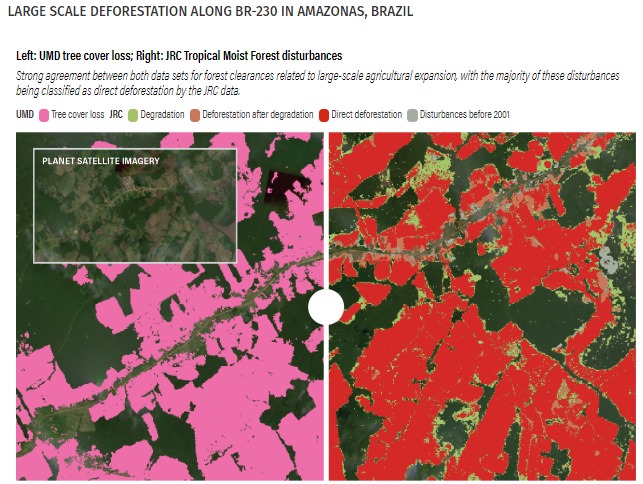 LARGE SCALE DEFORESTATION ALONG BR-230 IN AMAZONAS, BRAZIL
Left: UMD tree cover loss; Right: JRC Tropical Moist Forest disturbances
Strong agreement between both data sets for forest clearances related to large-scale agricultural expansion, with the majority of these disturbances
being classified as direct deforestation by the JRC data.
UMD Tree cover loss JRC Degradation Deforestation after degradation Direct deforestation Disturbances before 2001
PLANET SATELLITE IMAGERY